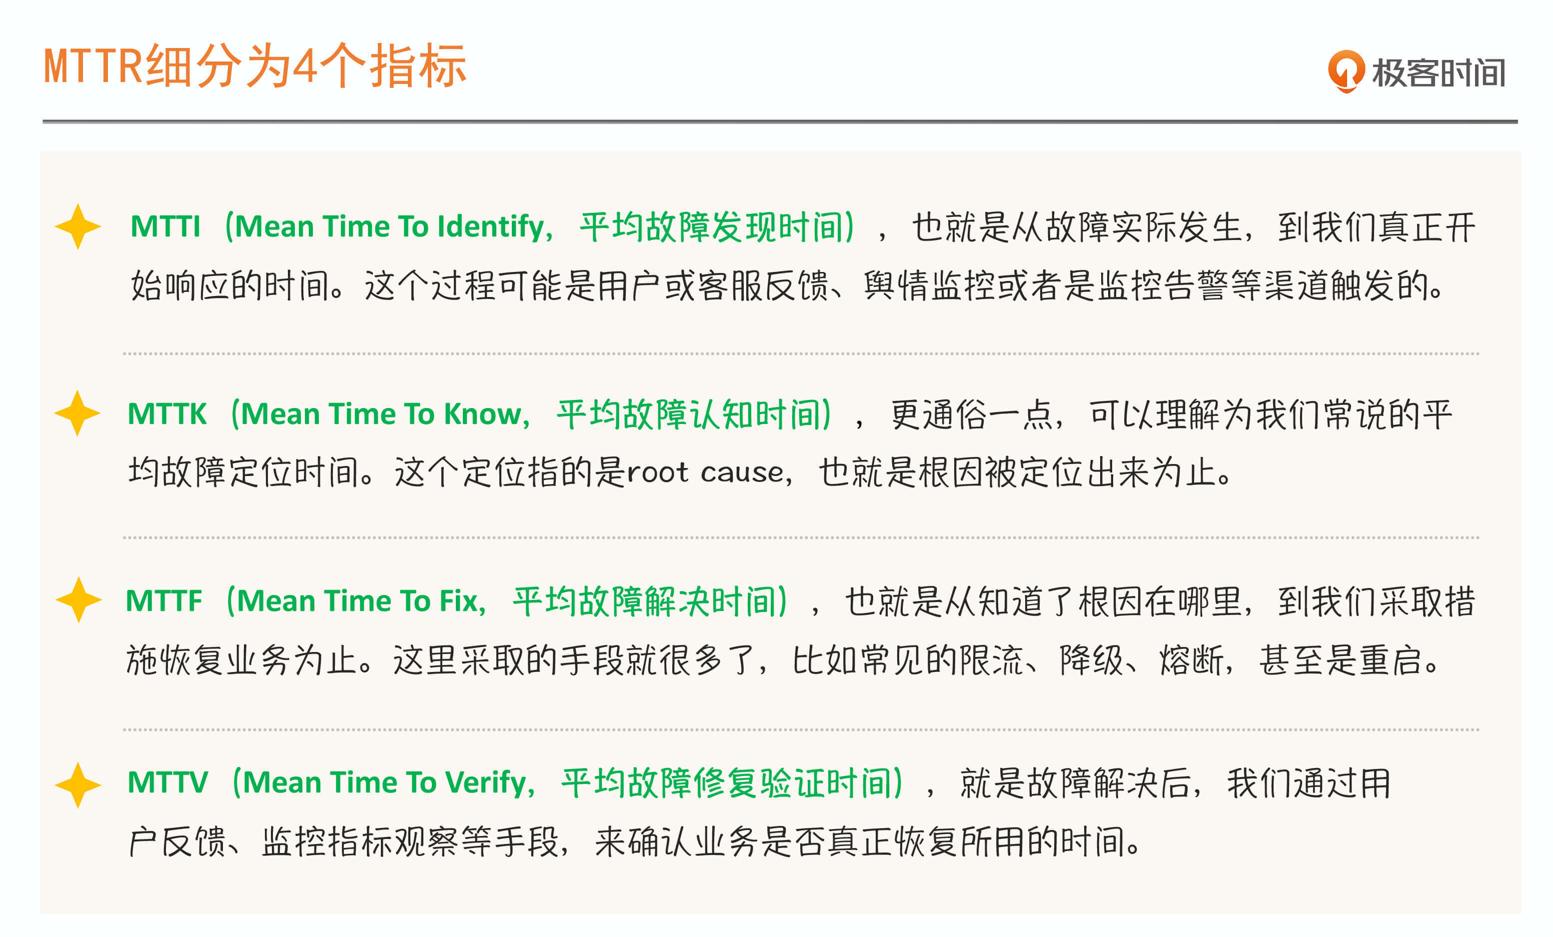 MTTR细分为4个指标
极客时间
MTTI（Mean Time To Identify，平均故障发现时间），也就是从故障实际发生，到我们真正开
始响应的时间。这个过程可能是用户或客服反馈、舆情监控或者是监控告警等渠道触发的。
MTTK（Mean Time To Know，平均故障认知时间），更通俗一点，可以理解为我们常说的平
均故障定位时间。这个定位指的是root cause，也就是根因被定位出来为止。
MTTF（Mean Time To Fix，平均故障解决时间），也就是从知道了根因在哪里，到我们采取措
施恢复业务为止。这里采取的手段就很多了，比如常见的限流、降级、熔断，甚至是重启。
MTTV（Mean Time To Verify，平均故障修复验证时间），就是故障解决后，我们通过用
户反馈、监控指标观察等手段，来确认业务是否真正恢复所用的时间。